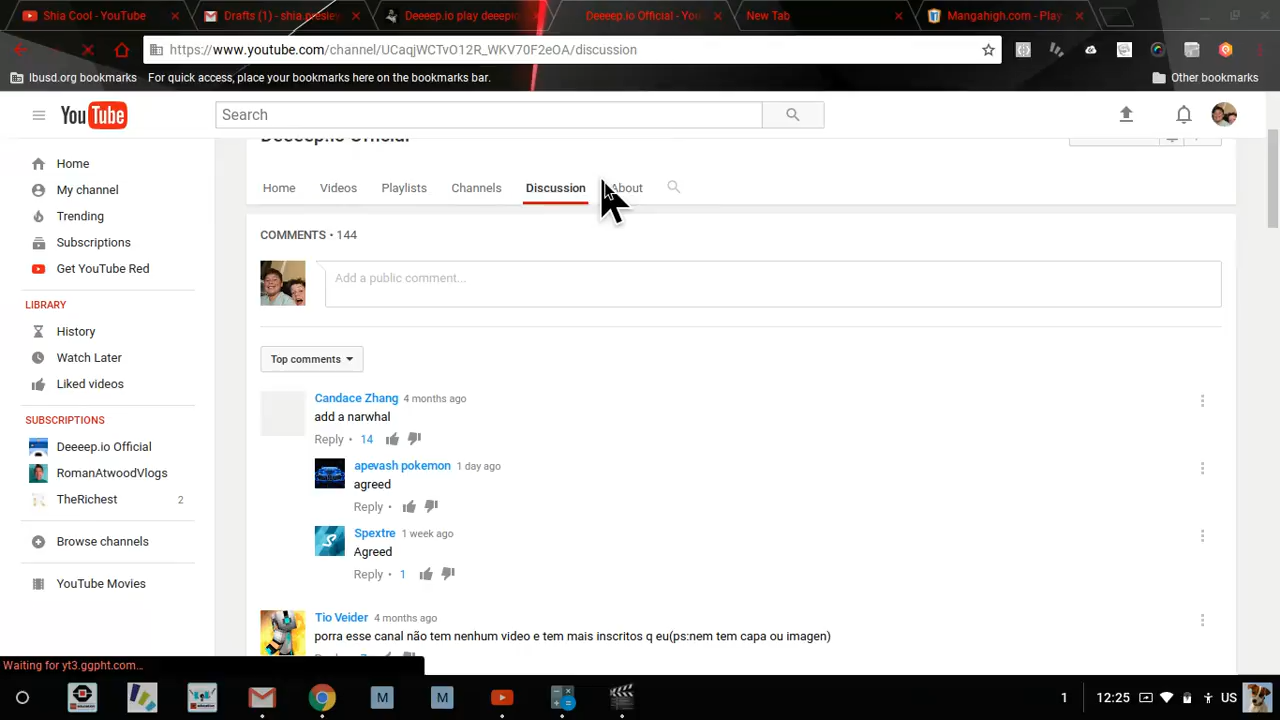 Shia Cool - YouTube
Drafts (1) - shia.presle
Deeeep.io play deeepio
Deeeep.io Official - You
New Tab
Mangahigh.com - Play
https://www.youtube.com/channel/UCaqjWCTvO12R_WKV70F2eOA/discussion
lbusd.org bookmarks
For quick access, place your bookmarks here on the bookmarks bar.
Other bookmarks
YouTube
Search
Deeeep.io Official
Home
Videos
Playlists
Channels
Discussion
About
Home
My channel
Trending
Subscriptions
Get YouTube Red
LIBRARY
History
Watch Later
Liked videos
SUBSCRIPTIONS
Deeeep.io Official
RomanAtwoodVlogs
TheRichest 2
Browse channels
YouTube Movies
COMMENTS • 144
Add a public comment...
Top comments
Candace Zhang 4 months ago
add a narwhal
Reply • 14
apevash pokemon 1 day ago
agreed
Reply •
Spextre 1 week ago
Agreed
Reply • 1
Tio Veider 4 months ago
porra esse canal não tem nenhum video e tem mais inscritos q eu(ps:nem tem capa ou imagen)
Waiting for yt3.ggpht.com...
M
M
1
12:25
US